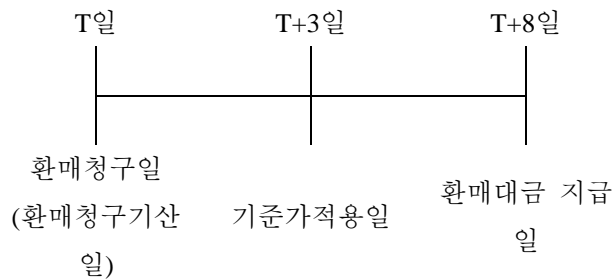 T일 T+3일 T+8일
환매청구일
(환매청구기산
일)
기준가적용일
환매대금 지급
일